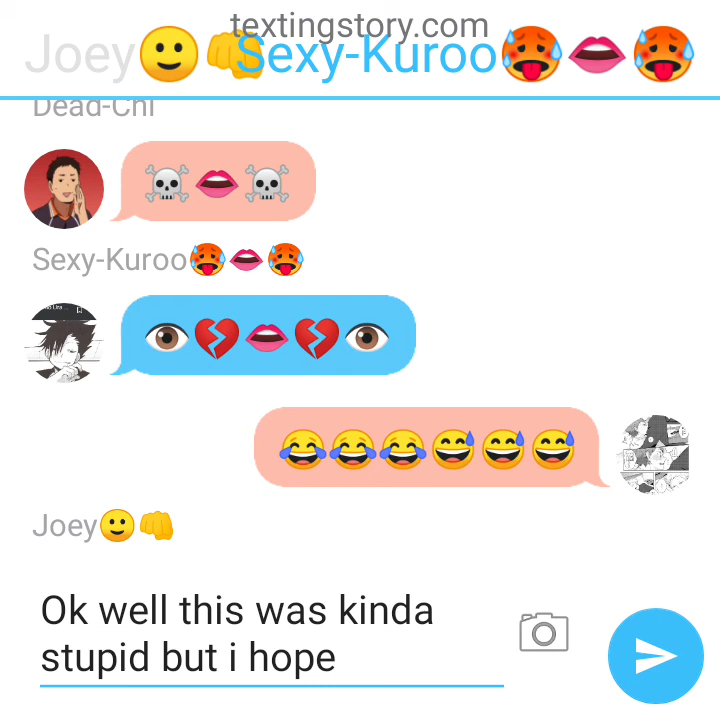 textingstory.com
Joey🙂👊Sexy-Kuroo🥵👄🥵
Dead-Chi
☠️👄☠️
Sexy-Kuroo🥵👄🥵
👁️💔👄💔👁️
😂😂😂😅😅😅
Joey🙂👊
Ok well this was kinda
stupid but i hope